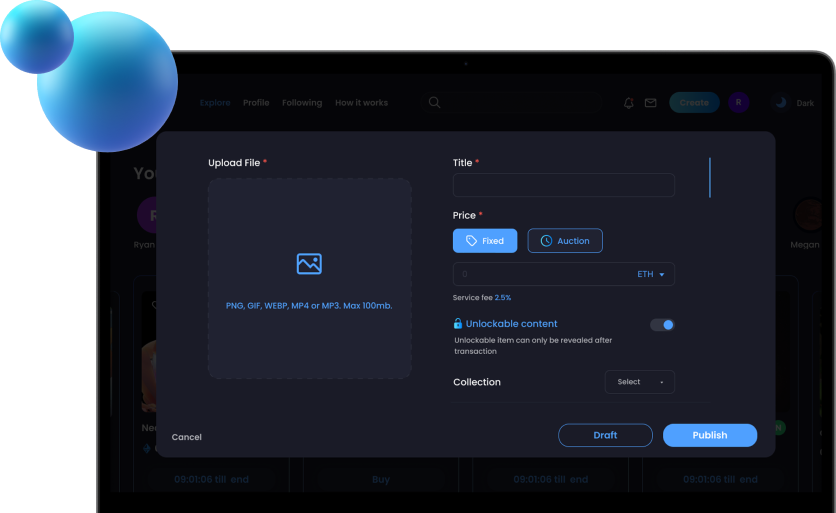 Explore Profile Following How it works
Create R Dark
Upload File *
PNG, GIF, WEBP, MP4 or MP3. Max 100mb.
Title *
Price *
Fixed Auction
0 ETH
Service fee 2.5%
Unlockable content
Unlockable item can only be revealed after
transaction
Collection Select
Cancel Draft Publish
Yo
R
Ryan Megan
09:01:06 till end Buy 09:01:06 till end 09:01:06 till end